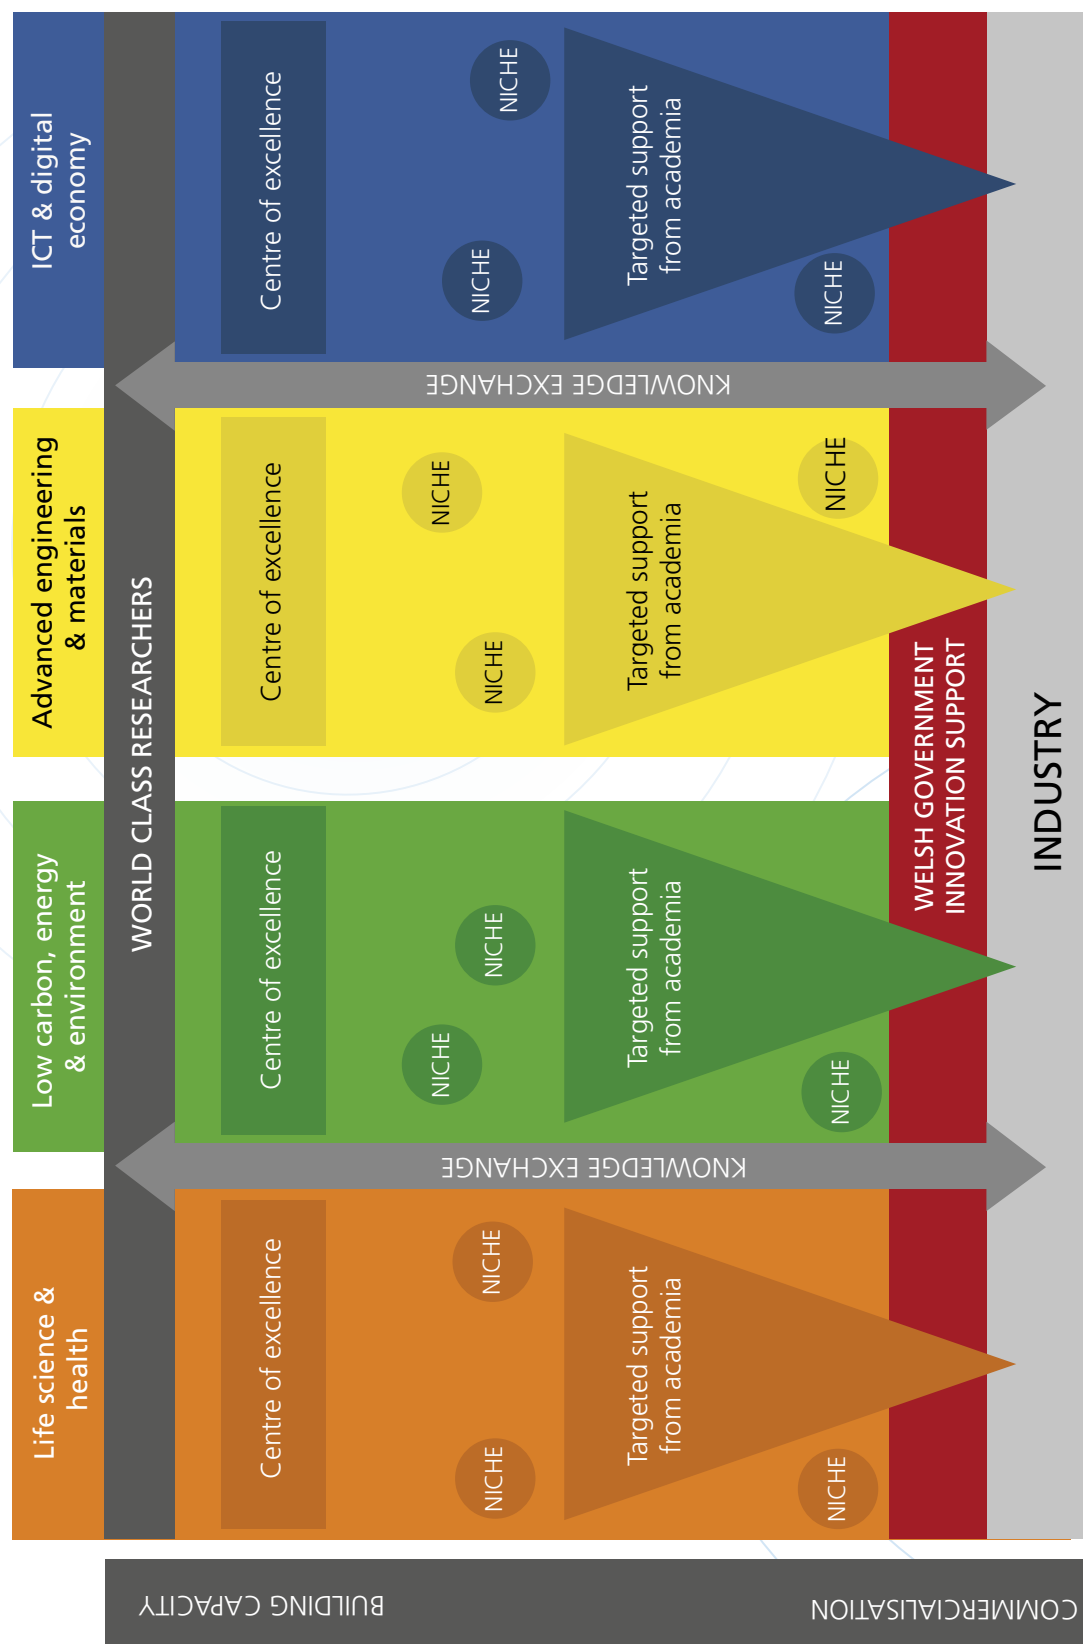 Life science &
health
Low carbon, energy
& environment
Advanced engineering
& materials
ICT & digital
economy
WORLD CLASS RESEARCHERS
Centre of excellence
Centre of excellence
Centre of excellence
Centre of excellence
NICHE
NICHE
NICHE
NICHE
NICHE
NICHE
NICHE
NICHE
Targeted support
from academia
Targeted support
from academia
Targeted support
from academia
Targeted support
from academia
NICHE
NICHE
NICHE
NICHE
KNOWLEDGE EXCHANGE
KNOWLEDGE EXCHANGE
WELSH GOVERNMENT
INNOVATION SUPPORT
INDUSTRY
BUILDING CAPACITY
COMMERCIALISATION